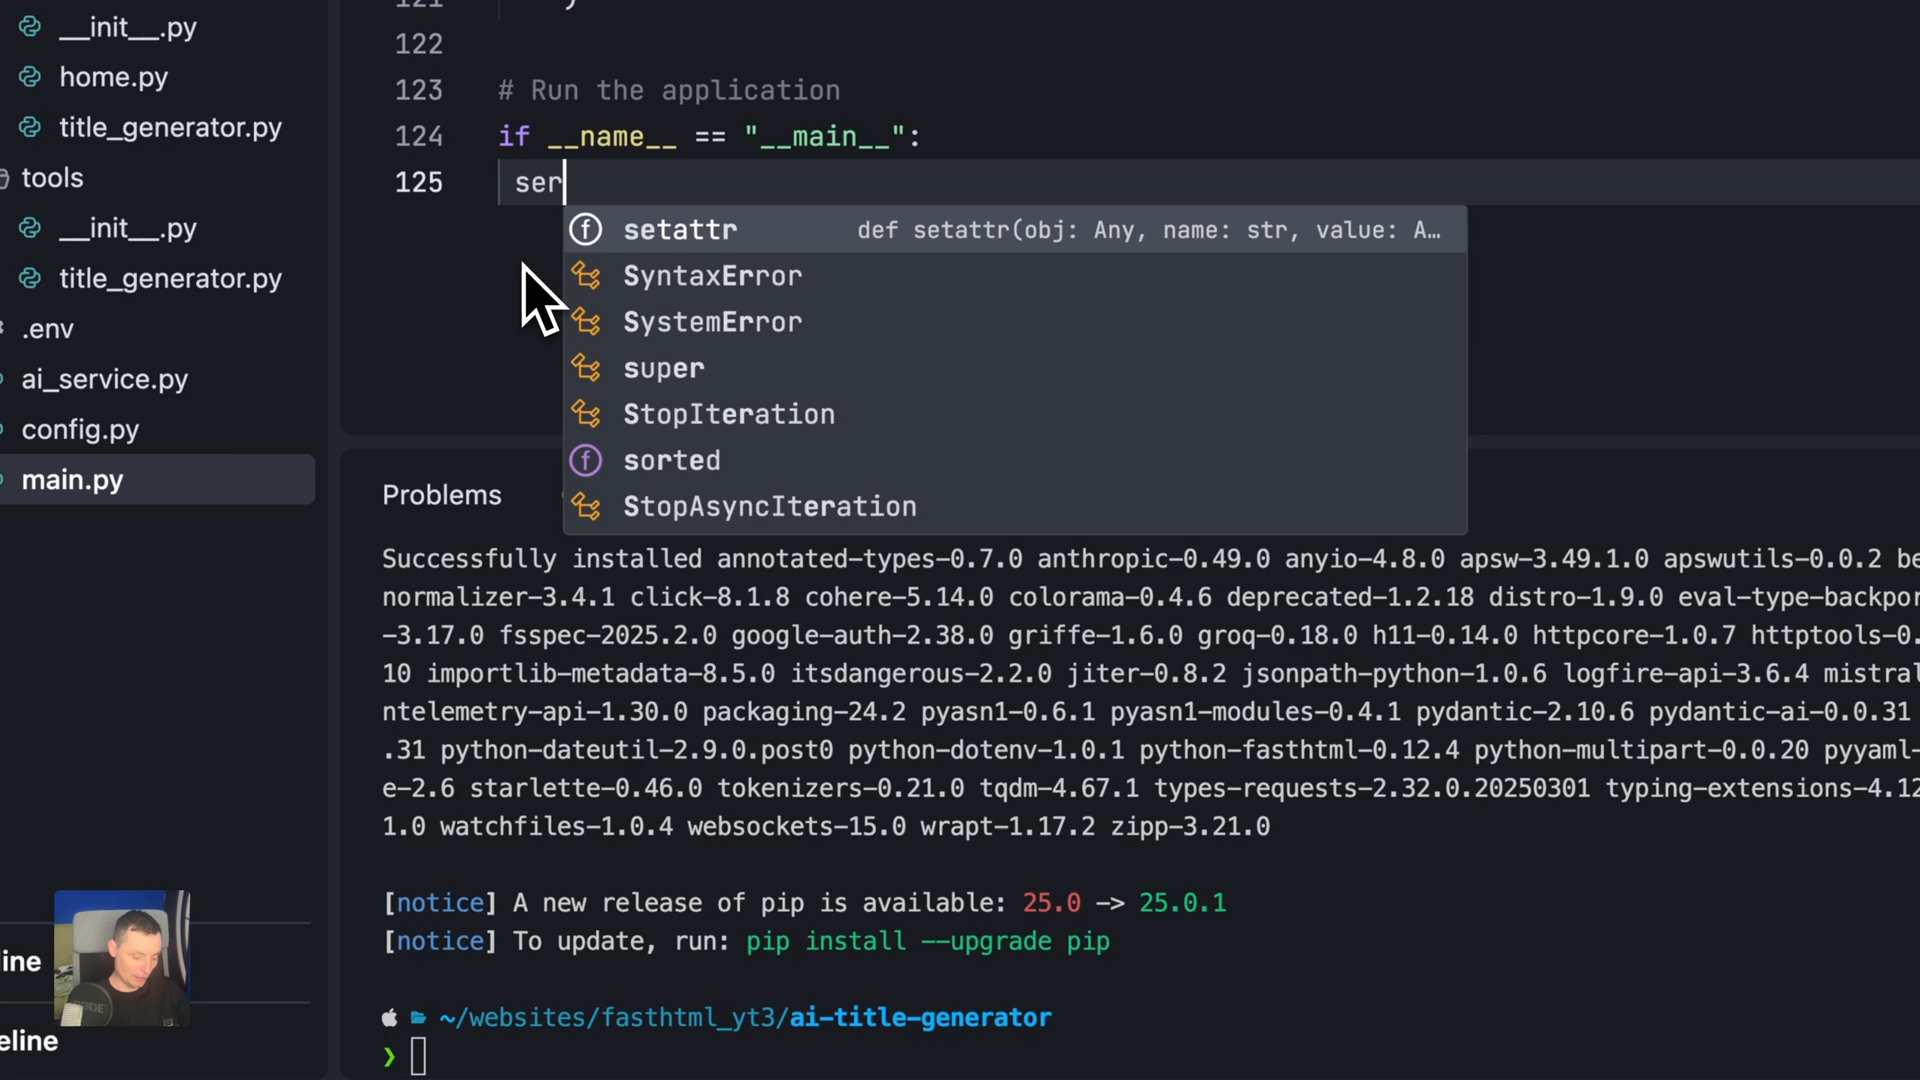 __init__.py
home.py
title_generator.py
tools
__init__.py
title_generator.py
.env
ai_service.py
config.py
main.py
line
eline
121
122
123 # Run the application
124 if __name__ == "__main__":
125 ser
setattr def setattr(obj: Any, name: str, value: A…
SyntaxError
SystemError
super
StopIteration
sorted
StopAsyncIteration
Problems
Successfully installed annotated-types-0.7.0 anthropic-0.49.0 anyio-4.8.0 apsw-3.49.1.0 apswutils-0.0.2 be
normalizer-3.4.1 click-8.1.8 cohere-5.14.0 colorama-0.4.6 deprecated-1.2.18 distro-1.9.0 eval-type-backpor
-3.17.0 fsspec-2025.2.0 google-auth-2.38.0 griffe-1.6.0 groq-0.18.0 h11-0.14.0 httpcore-1.0.7 httptools-0.
10 importlib-metadata-8.5.0 itsdangerous-2.2.0 jiter-0.8.2 jsonpath-python-1.0.6 logfire-api-3.6.4 mistral
ntelemetry-api-1.30.0 packaging-24.2 pyasn1-0.6.1 pyasn1-modules-0.4.1 pydantic-2.10.6 pydantic-ai-0.0.31
.31 python-dateutil-2.9.0.post0 python-dotenv-1.0.1 python-fasthtml-0.12.4 python-multipart-0.0.20 pyyaml-
e-2.6 starlette-0.46.0 tokenizers-0.21.0 tqdm-4.67.1 types-requests-2.32.0.20250301 typing-extensions-4.12
1.0 watchfiles-1.0.4 websockets-15.0 wrapt-1.17.2 zipp-3.21.0
[notice] A new release of pip is available: 25.0 -> 25.0.1
[notice] To update, run: pip install --upgrade pip
~/websites/fasthtml_yt3/ai-title-generator
❯
RODE